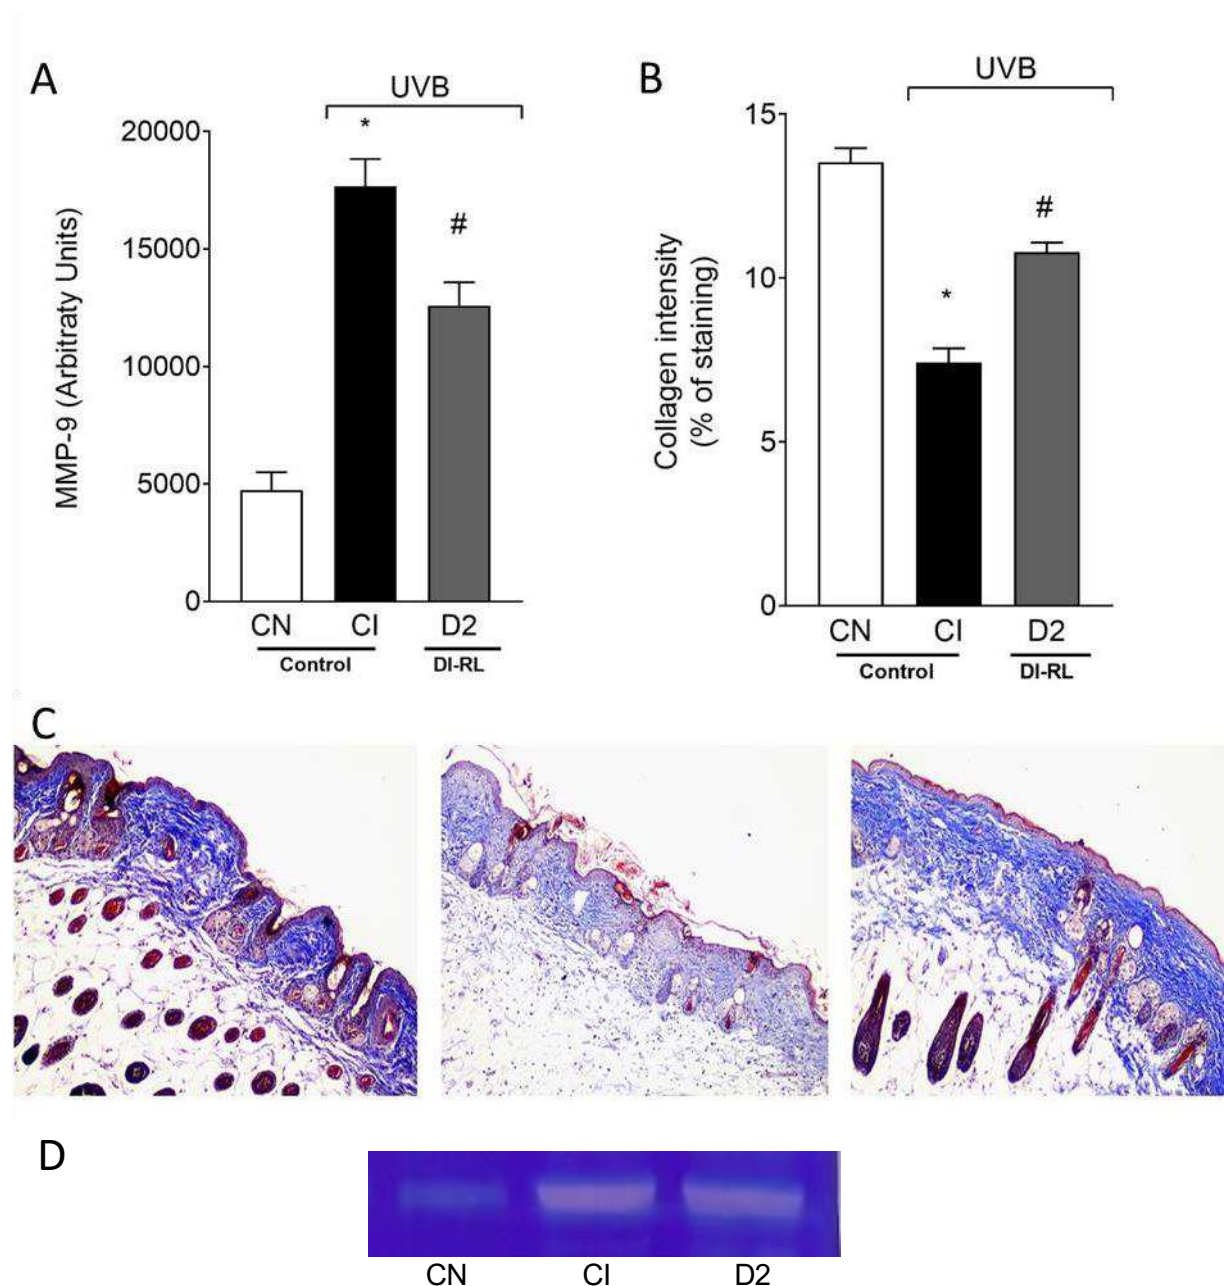 A
UVB
*
#
20000
15000
10000
5000
0
MMP-9 (Arbitraty Units)
CN CI D2
Control DI-RL
B
UVB
*
#
15
10
5
0
Collagen intensity
(% of staining)
CN CI D2
Control DI-RL
C
D
CN CI D2